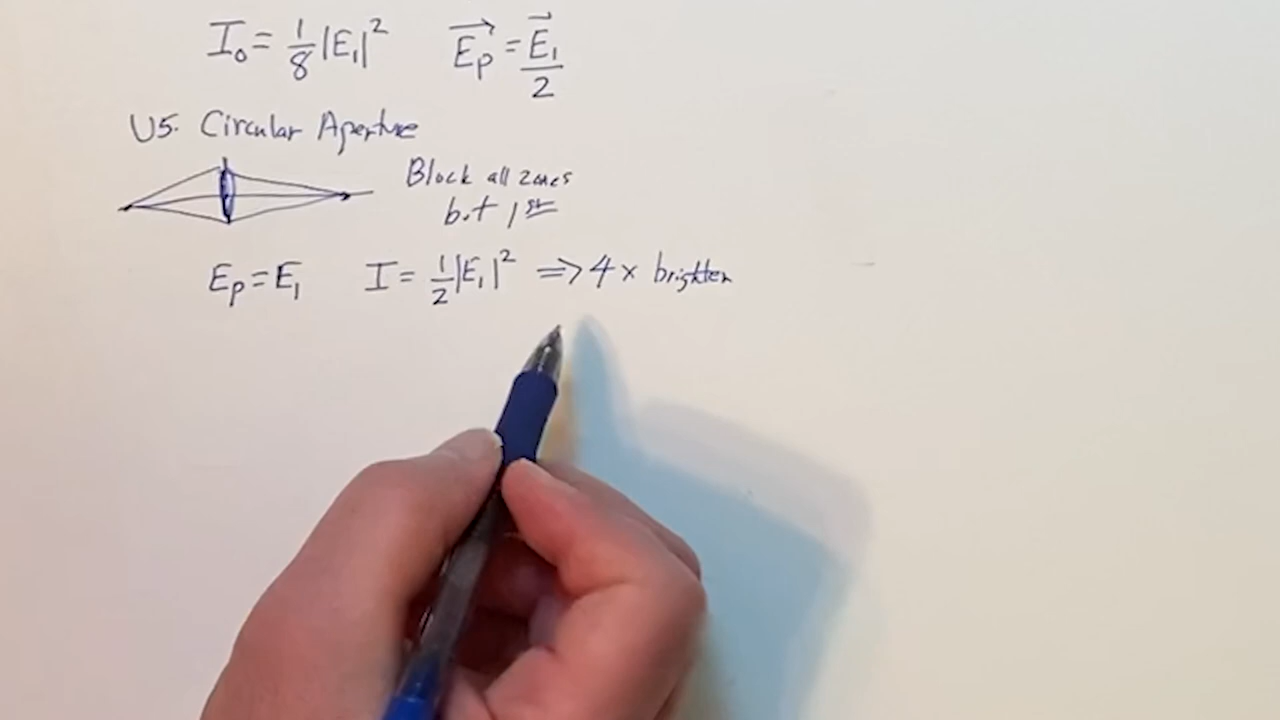 I₀ = 1/8 |E₁|² E⃗ₚ = E⃗₁/2
U5. Circular Aperture
Block all zones
but 1st
Eₚ = E₁ I = 1/2 |E₁|² ⇒ 4x brighter